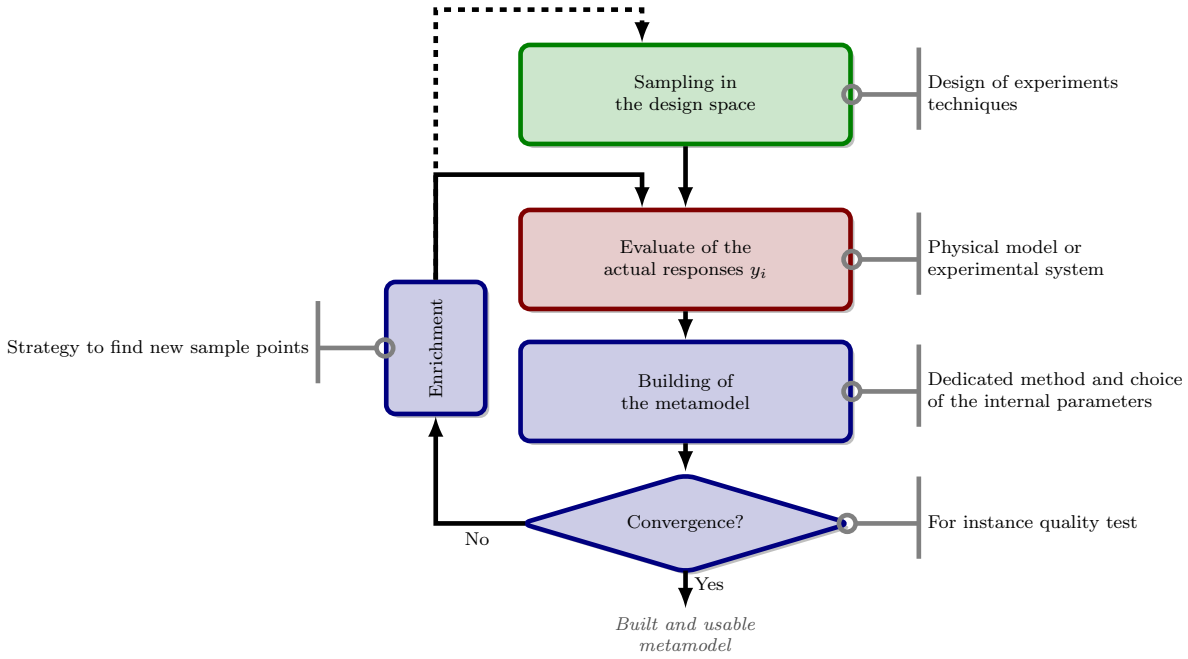 Sampling in
the design space
Design of experiments
techniques
Evaluate of the
actual responses $y_i$
Physical model or
experimental system
Strategy to find new sample points
Enrichment
Building of
the metamodel
Dedicated method and choice
of the internal parameters
Convergence?
For instance quality test
No
Yes
Built and usable
metamodel